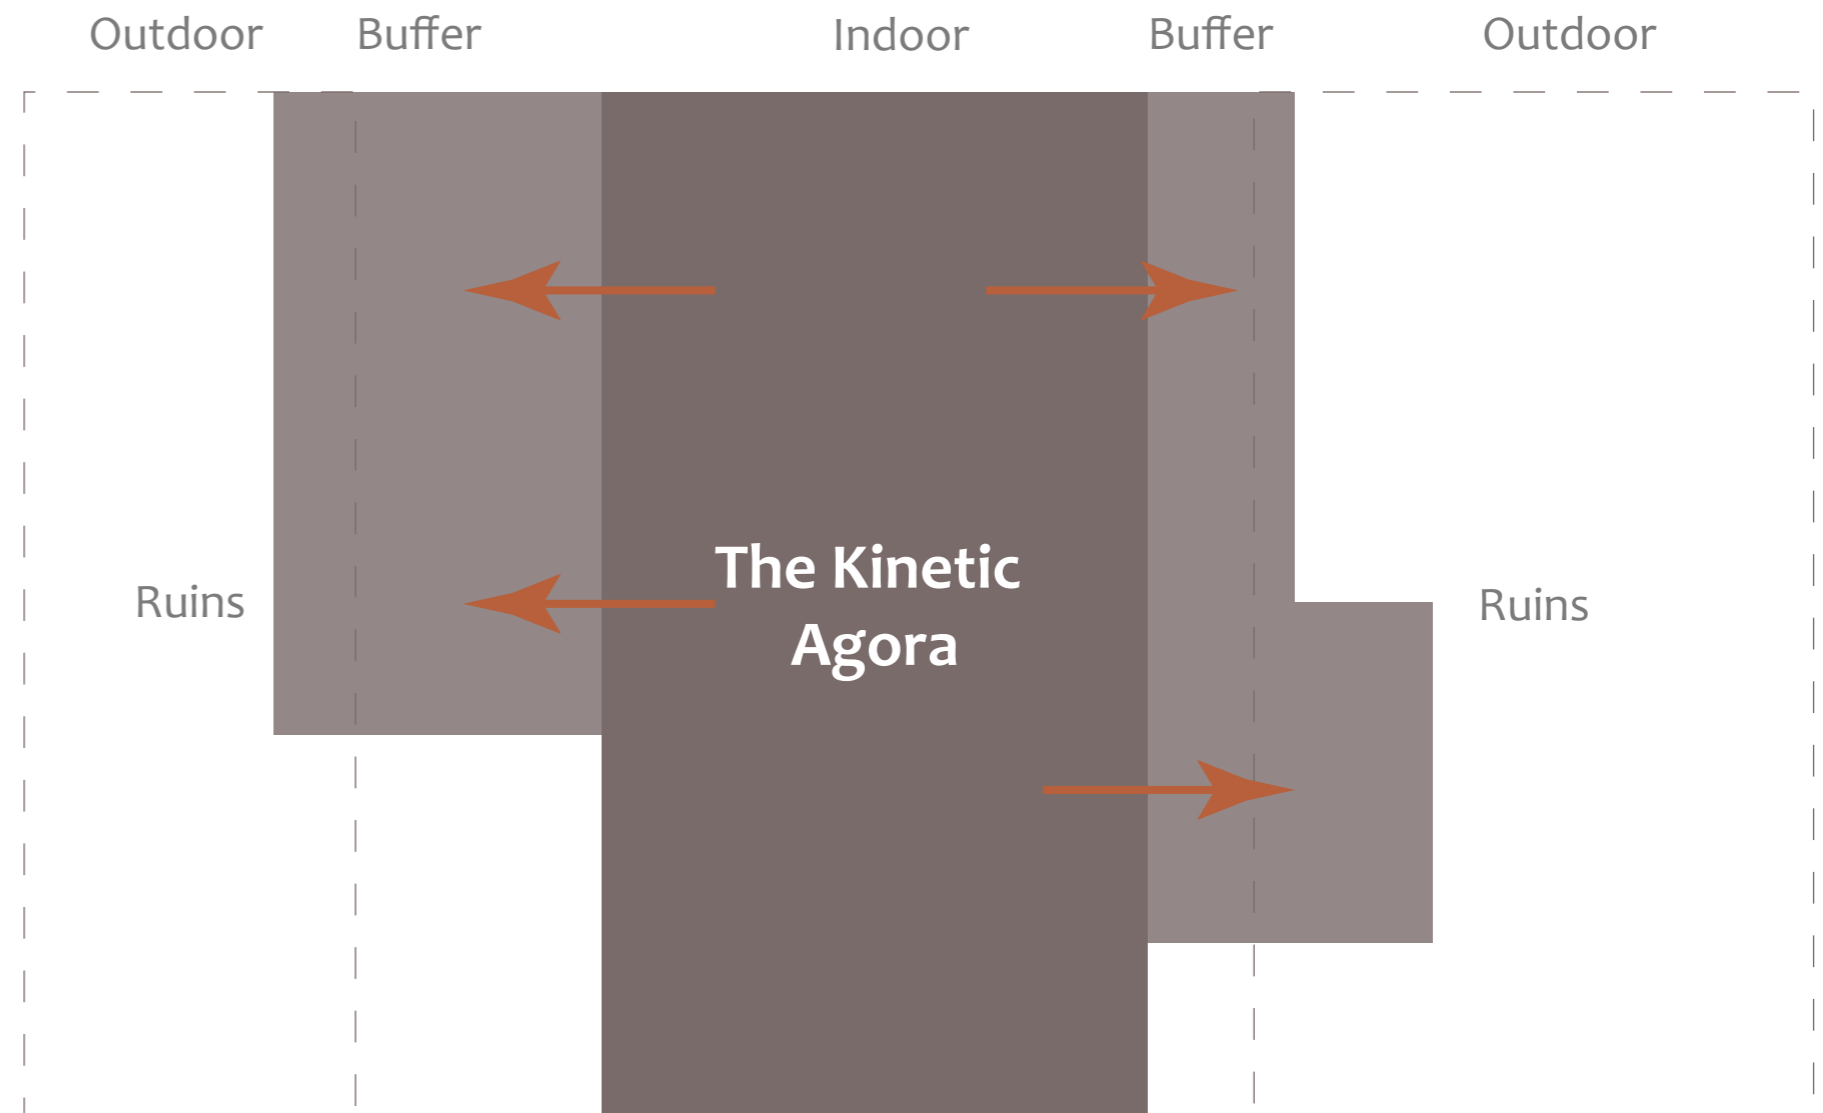 Outdoor
Buffer
Indoor
Buffer
Outdoor
The Kinetic
Agora
Ruins
Ruins